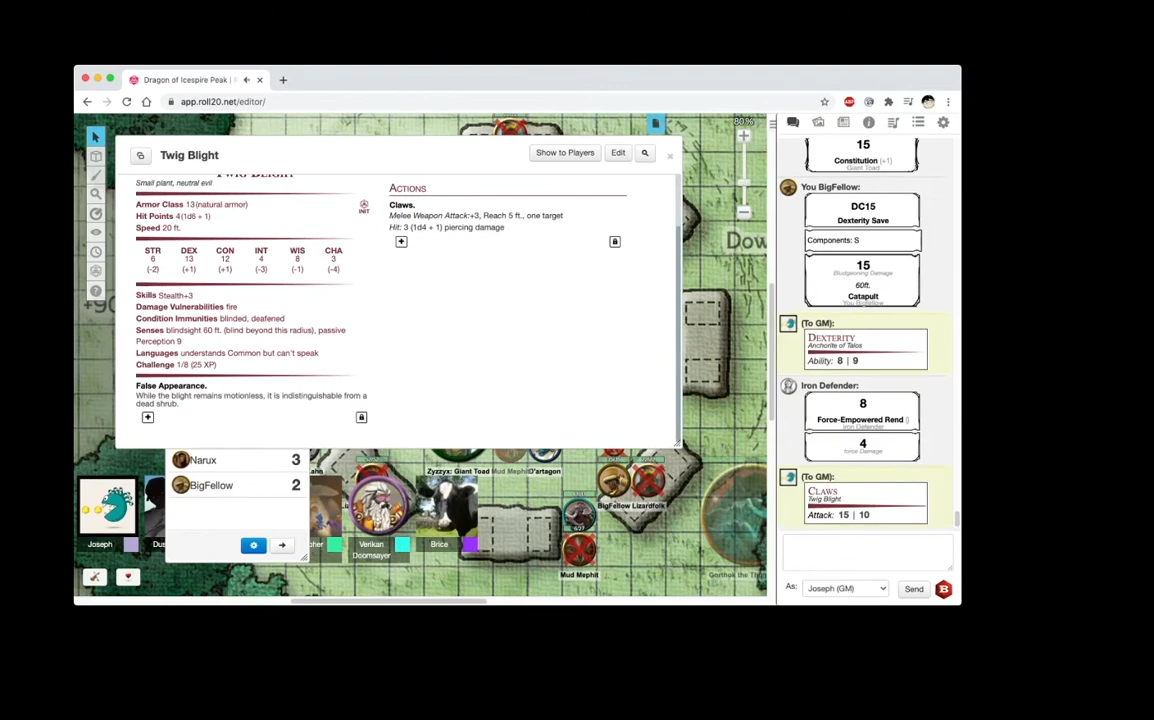 Dragon of Icespire Peak |
app.roll20.net/editor/
80%
Twig Blight
Show to Players
Edit
Small plant, neutral evil
Armor Class 13 (natural armor)
Hit Points 4 (1d6 + 1)
Speed 20 ft.
INIT
STR DEX CON INT WIS CHA
6 13 12 4 8 3
(-2) (+1) (+1) (-3) (-1) (-4)
Skills Stealth+3
Damage Vulnerabilities fire
Condition Immunities blinded, deafened
Senses blindsight 60 ft. (blind beyond this radius), passive
Perception 9
Languages understands Common but can't speak
Challenge 1/8 (25 XP)
False Appearance.
While the blight remains motionless, it is indistinguishable from a
dead shrub.
Actions
Claws.
Melee Weapon Attack:+3, Reach 5 ft., one target
Hit: 3 (1d4 + 1) piercing damage
Dow
Narux 3
BigFellow 2
Zyzzyx: Giant Toad
Mud Mephit
D'artagon
BigFellow
Lizardfolk
Joseph
Verikan
Doomsayer
Brice
Mud Mephit
15
Constitution (+1)
Giant Toad
You BigFellow:
DC15
Dexterity Save
Components: S
15
Bludgeoning Damage
60ft.
Catapult
You Bigfellow
(To GM):
Dexterity
Anchorite of Talos
Ability: 8 | 9
Iron Defender:
8
Force-Empowered Rend ()
Iron Defender
4
force Damage
(To GM):
Claws
Twig Blight
Attack: 15 | 10
As:
Joseph (GM)
Send